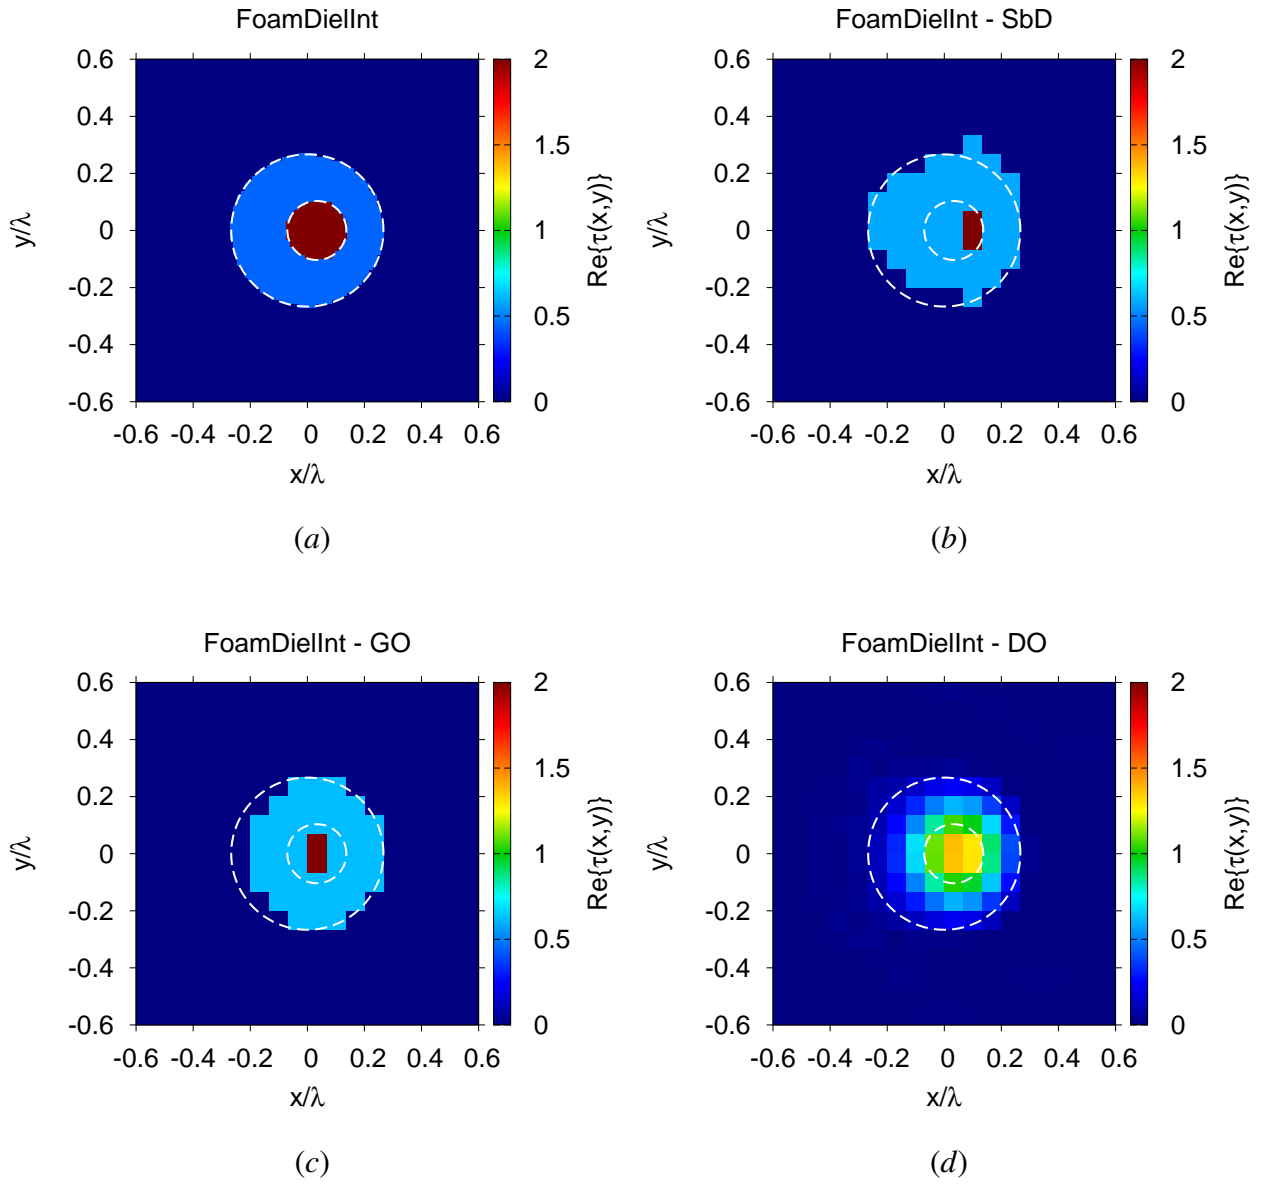 FoamDielInt
0.6
0.4
0.2
0
-0.2
-0.4
-0.6
y/λ
-0.6 -0.4 -0.2 0 0.2 0.4 0.6
x/λ
2
1.5
1
0.5
0
Re{τ(x,y)}
(a)
FoamDielInt - SbD
0.6
0.4
0.2
0
-0.2
-0.4
-0.6
y/λ
-0.6 -0.4 -0.2 0 0.2 0.4 0.6
x/λ
2
1.5
1
0.5
0
Re{τ(x,y)}
(b)
FoamDielInt - GO
0.6
0.4
0.2
0
-0.2
-0.4
-0.6
y/λ
-0.6 -0.4 -0.2 0 0.2 0.4 0.6
x/λ
2
1.5
1
0.5
0
Re{τ(x,y)}
(c)
FoamDielInt - DO
0.6
0.4
0.2
0
-0.2
-0.4
-0.6
y/λ
-0.6 -0.4 -0.2 0 0.2 0.4 0.6
x/λ
2
1.5
1
0.5
0
Re{τ(x,y)}
(d)